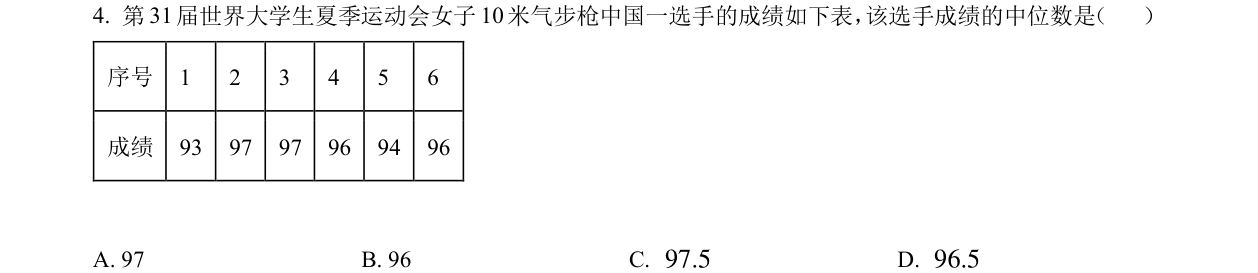 4. 第31届世界大学生夏季运动会女子10米气步枪中国一选手的成绩如下表，该选手成绩的中位数是（　　）
序号 1 2 3 4 5 6
成绩 93 97 97 96 94 96
A. 97 B. 96 C. 97.5 D. 96.5